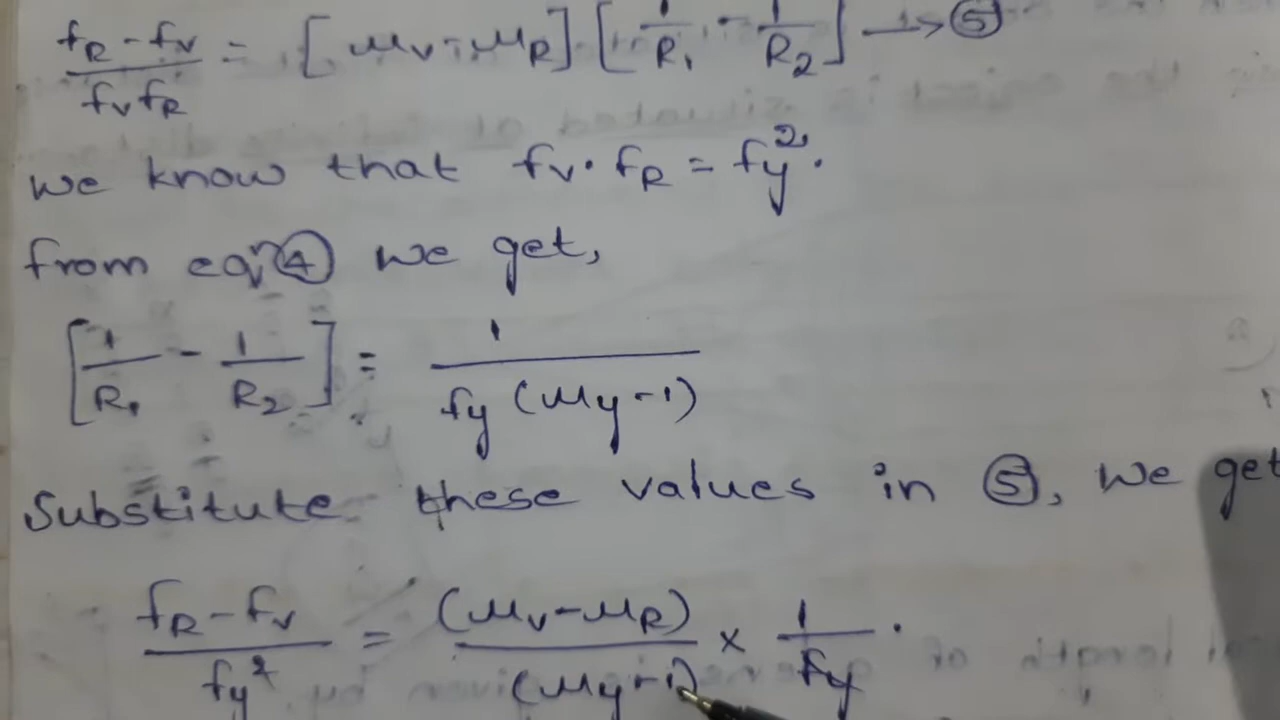 (fR - fv) / (fv fR) = [μv - μR] [1/R1 - 1/R2] → ⑤
We know that fv · fR = fy².
from eqn ④ we get,
[1/R1 - 1/R2] = 1 / (fy (μy - 1))
Substitute these values in ⑤, we get
(fR - fv) / fy² = (μv - μR) / (μy - 1) × 1/fy .